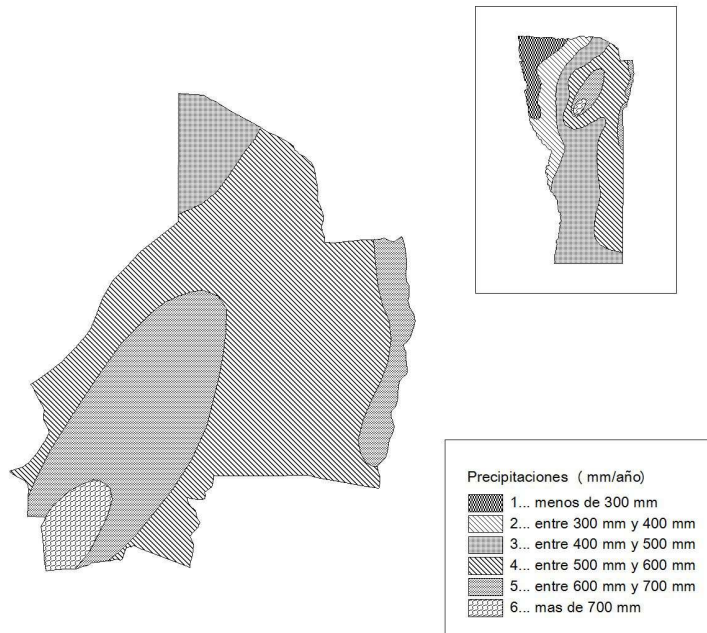 Precipitaciones ( mm/año)
1... menos de 300 mm
2... entre 300 mm y 400 mm
3... entre 400 mm y 500 mm
4... entre 500 mm y 600 mm
5... entre 600 mm y 700 mm
6... mas de 700 mm